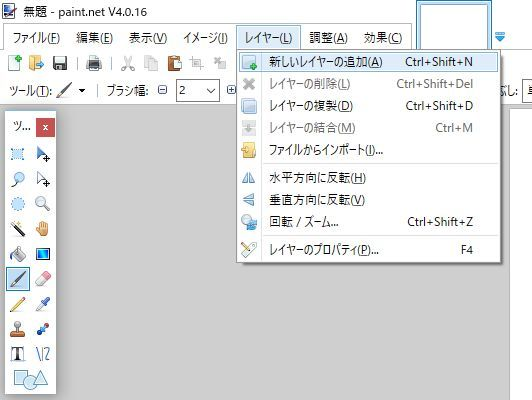 無題 - paint.net V4.0.16
ファイル(F) 編集(E) 表示(V) イメージ(I) レイヤー(L) 調整(A) 効果(C)
ツール(T): ブラシ幅: 2 ぶし:
ツ...
新しいレイヤーの追加(A) Ctrl+Shift+N
レイヤーの削除(L) Ctrl+Shift+Del
レイヤーの複製(D) Ctrl+Shift+D
レイヤーの結合(M) Ctrl+M
ファイルからインポート(I)...
水平方向に反転(H)
垂直方向に反転(V)
回転 / ズーム... Ctrl+Shift+Z
レイヤーのプロパティ(P)... F4